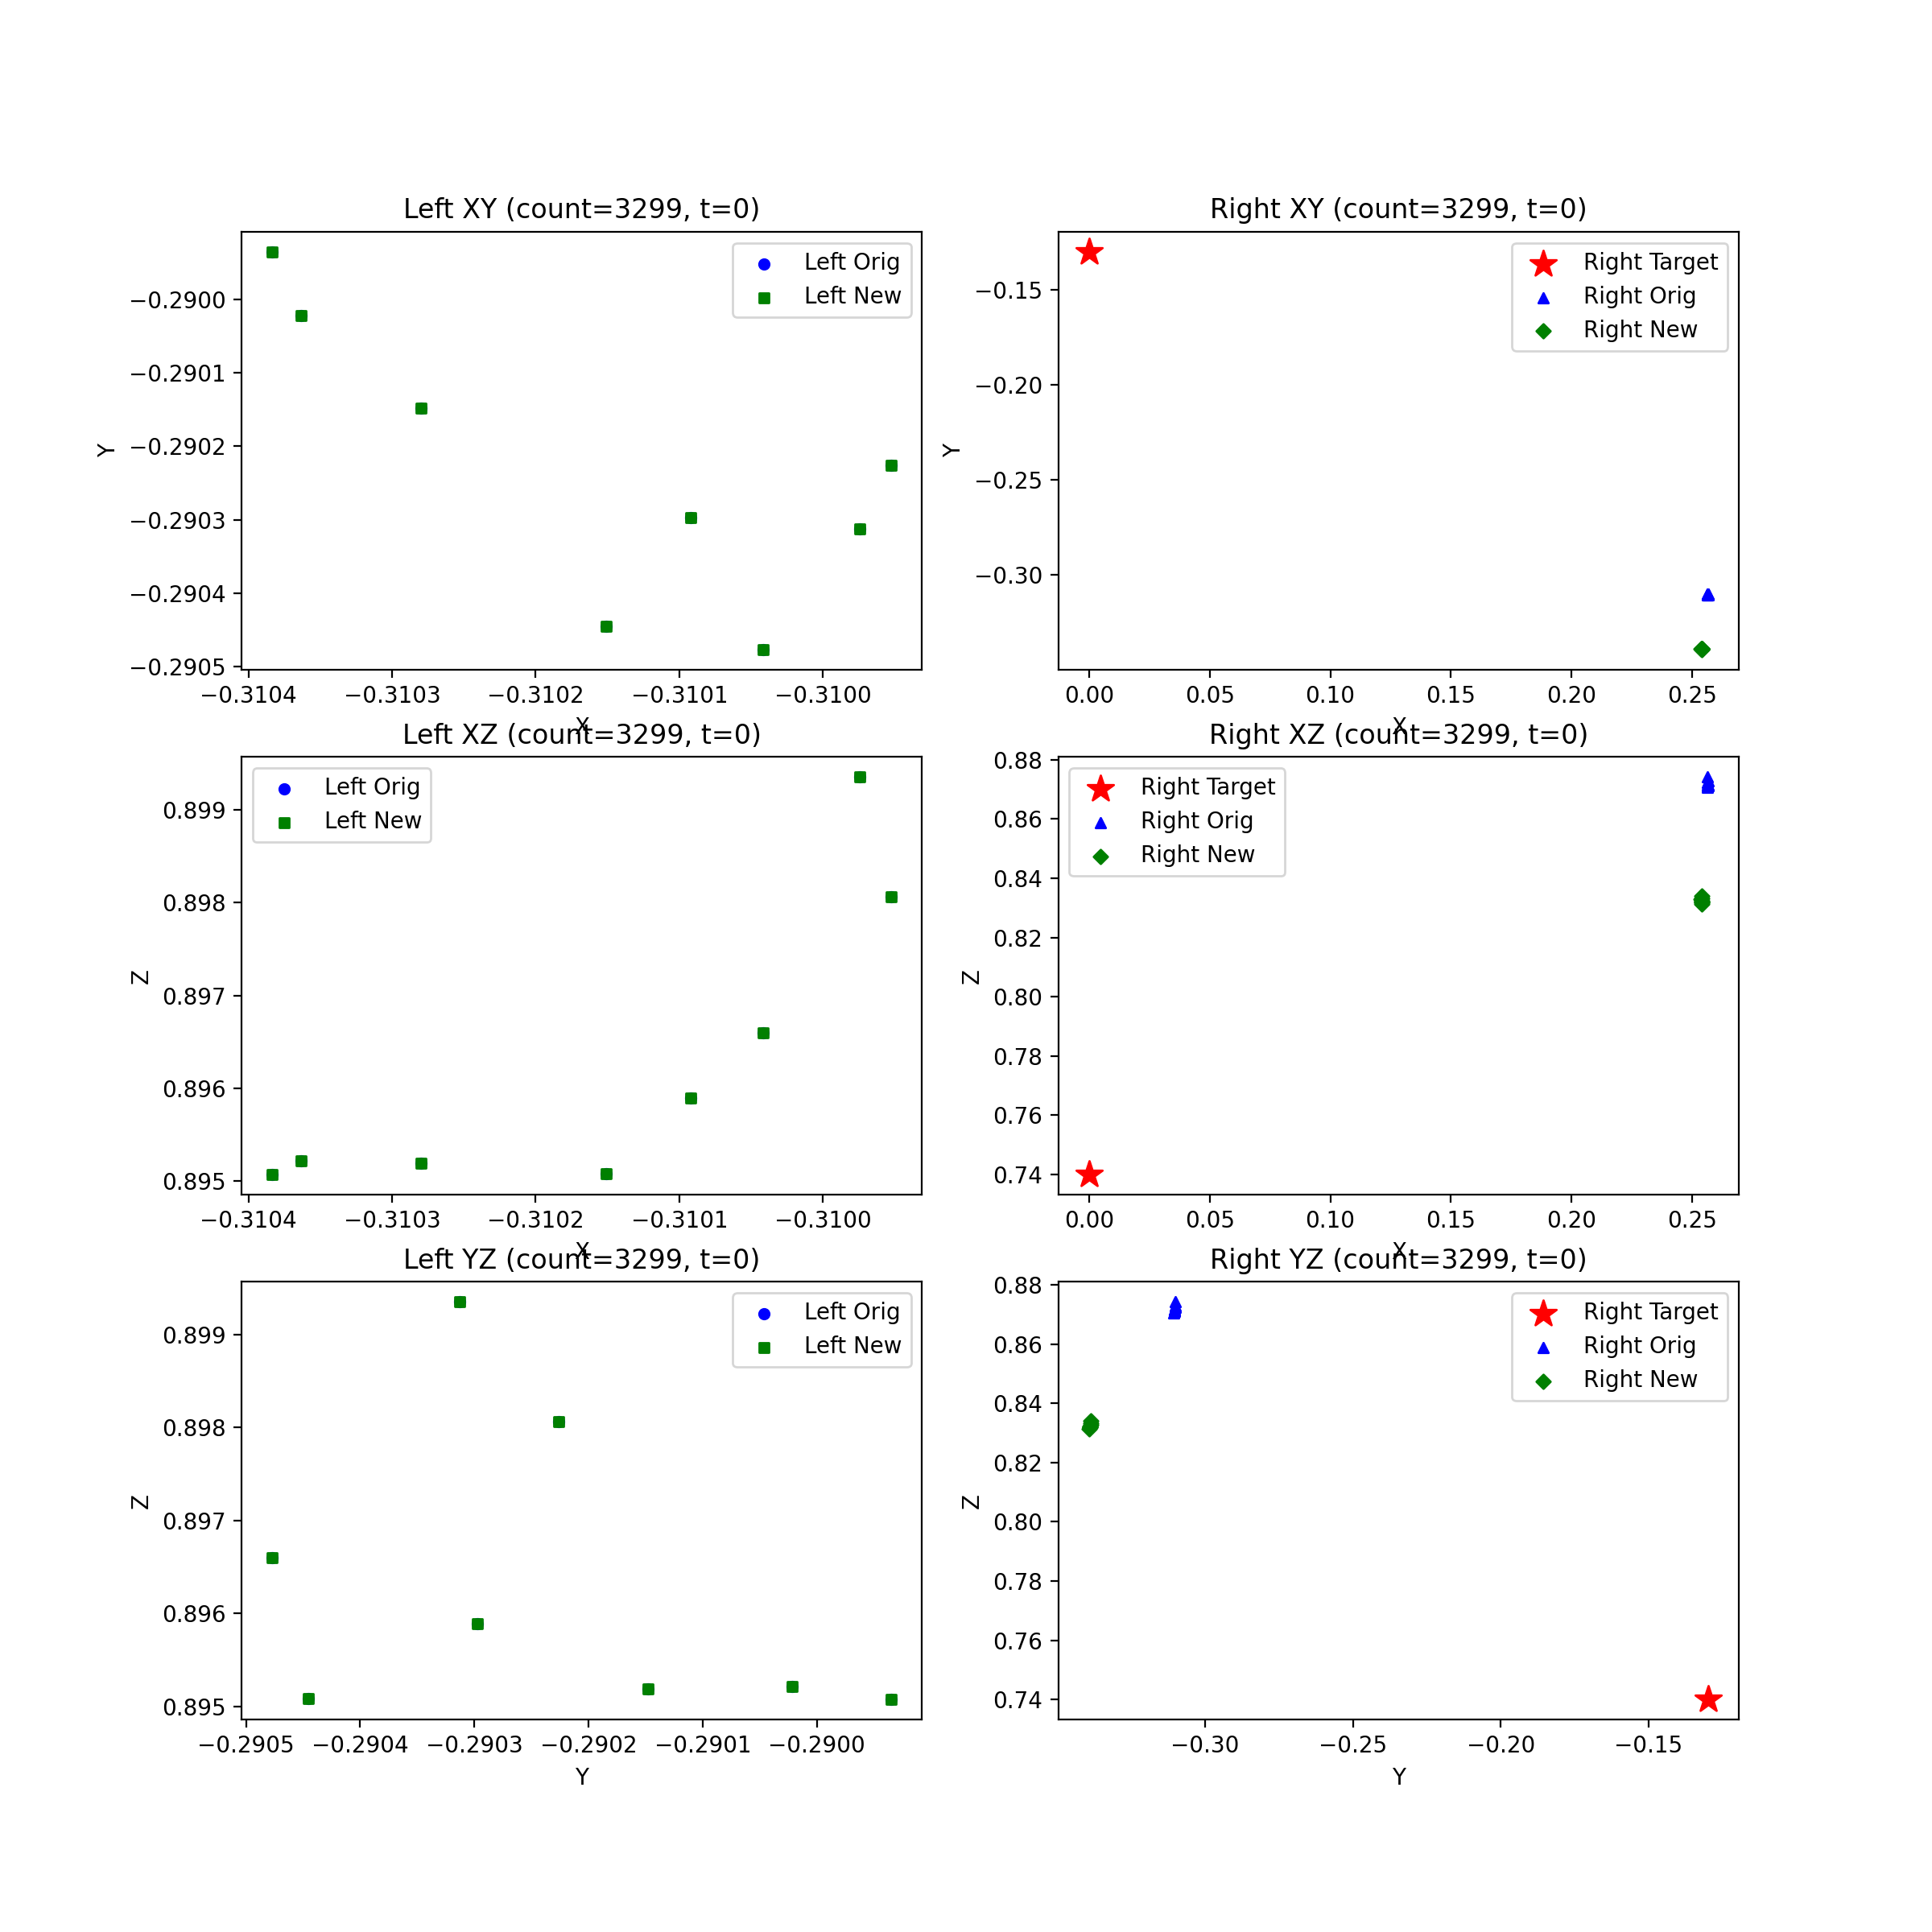 Left XY (count=3299, t=0)
Left Orig
Left New
−0.2900
−0.2901
−0.2902
−0.2903
−0.2904
−0.2905
Y
−0.3104 −0.3103 −0.3102 −0.3101 −0.3100
X
Right XY (count=3299, t=0)
Right Target
Right Orig
Right New
−0.15
−0.20
−0.25
−0.30
Y
0.00 0.05 0.10 0.15 0.20 0.25
X
Left XZ (count=3299, t=0)
Left Orig
Left New
0.899
0.898
0.897
0.896
0.895
Z
−0.3104 −0.3103 −0.3102 −0.3101 −0.3100
X
Right XZ (count=3299, t=0)
Right Target
Right Orig
Right New
0.88
0.86
0.84
0.82
0.80
0.78
0.76
0.74
Z
0.00 0.05 0.10 0.15 0.20 0.25
X
Left YZ (count=3299, t=0)
Left Orig
Left New
0.899
0.898
0.897
0.896
0.895
Z
−0.2905 −0.2904 −0.2903 −0.2902 −0.2901 −0.2900
Y
Right YZ (count=3299, t=0)
Right Target
Right Orig
Right New
0.88
0.86
0.84
0.82
0.80
0.78
0.76
0.74
Z
−0.30 −0.25 −0.20 −0.15
Y